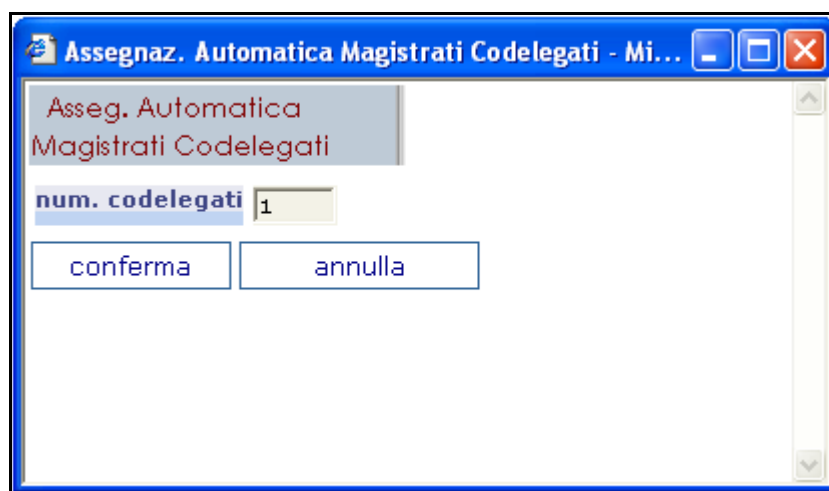 Assegnaz. Automatica Magistrati Codelegati - Mi...
Asseg. Automatica
Magistrati Codelegati
num. codelegati 1
conferma annulla